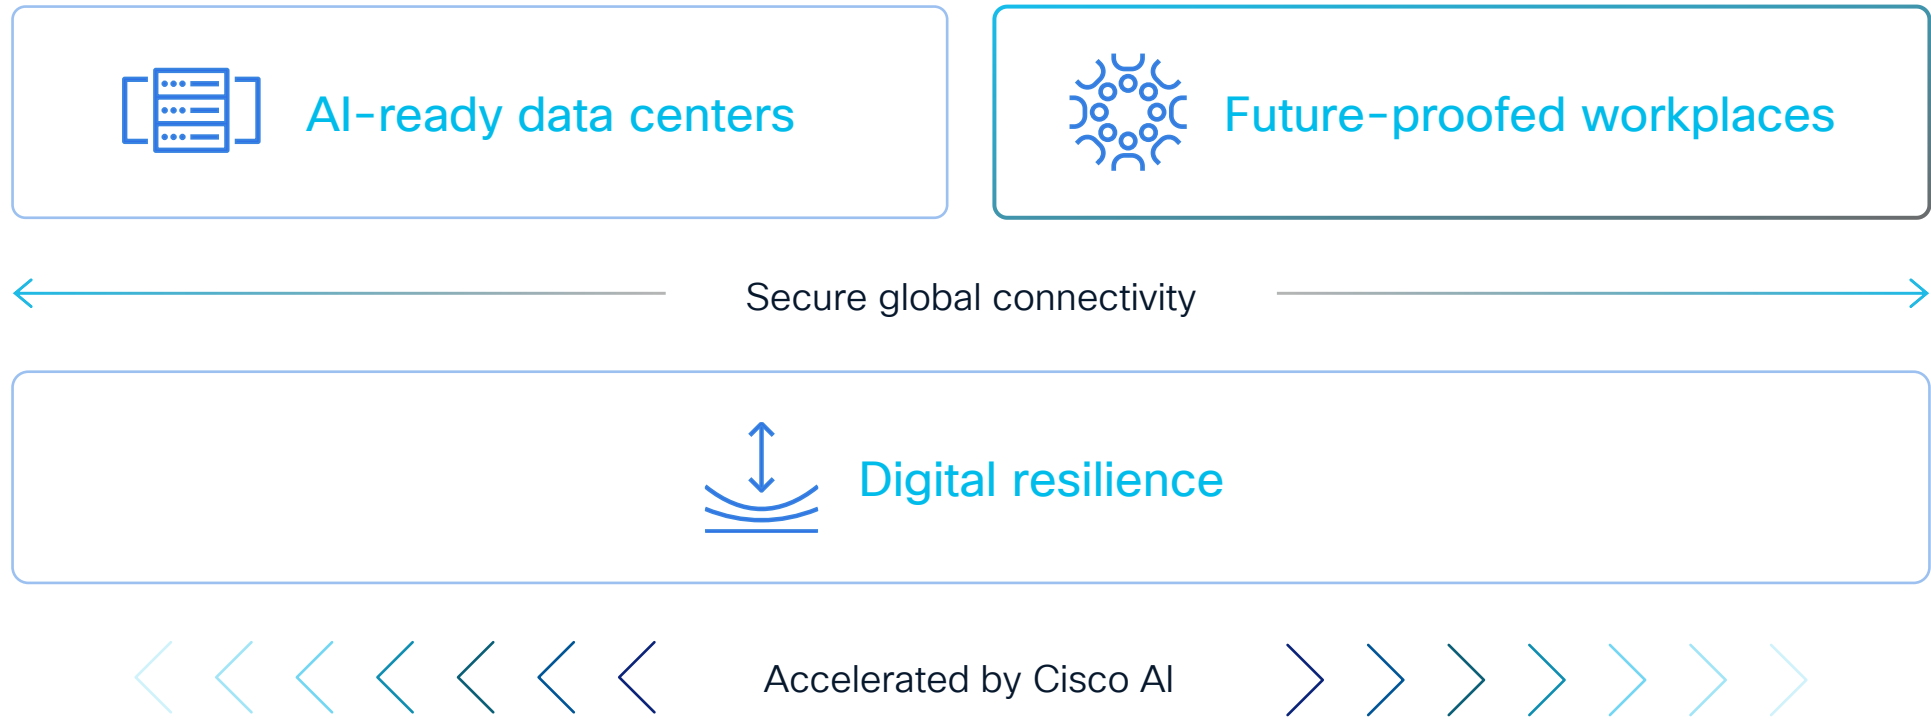 AI-ready data centers
Future-proofed workplaces
Secure global connectivity
Digital resilience
Accelerated by Cisco AI